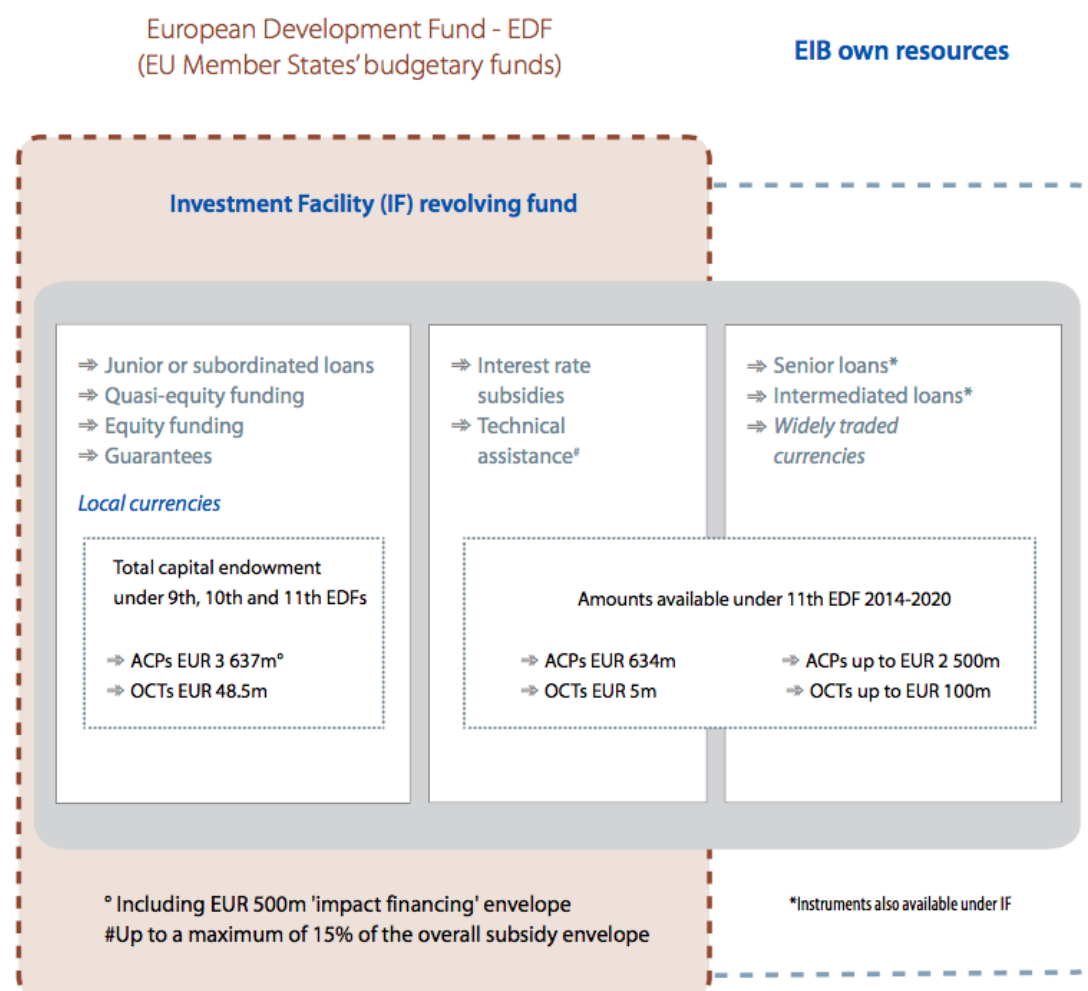 European Development Fund - EDF
(EU Member States' budgetary funds)
EIB own resources
Investment Facility (IF) revolving fund
⇒ Junior or subordinated loans
⇒ Quasi-equity funding
⇒ Equity funding
⇒ Guarantees
Local currencies
Total capital endowment
under 9th, 10th and 11th EDFs
⇒ ACPs EUR 3 637m°
⇒ OCTs EUR 48.5m
⇒ Interest rate
subsidies
⇒ Technical
assistance#
⇒ Senior loans*
⇒ Intermediated loans*
⇒ Widely traded
currencies
Amounts available under 11th EDF 2014-2020
⇒ ACPs EUR 634m
⇒ OCTs EUR 5m
⇒ ACPs up to EUR 2 500m
⇒ OCTs up to EUR 100m
° Including EUR 500m 'impact financing' envelope
#Up to a maximum of 15% of the overall subsidy envelope
*Instruments also available under IF